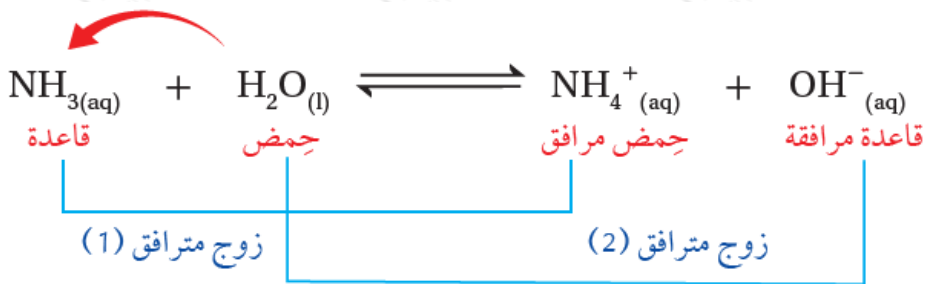 NH₃(aq) + H₂O(l) ⇌ NH₄⁺(aq) + OH⁻(aq)
قاعدة حِمض حِمض مرافق قاعدة مرافقة
زوج مترافق (1) زوج مترافق (2)